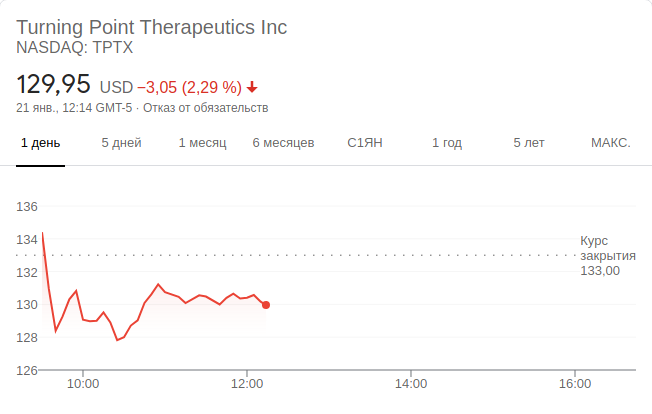 Turning Point Therapeutics Inc
NASDAQ: TPTX
129,95 USD −3,05 (2,29 %)
21 янв., 12:14 GMT-5 · Отказ от обязательств
1 день 5 дней 1 месяц 6 месяцев С1ЯН 1 год 5 лет МАКС.
136
134
132
130
128
126
Курс
закрытия
133,00
10:00 12:00 14:00 16:00